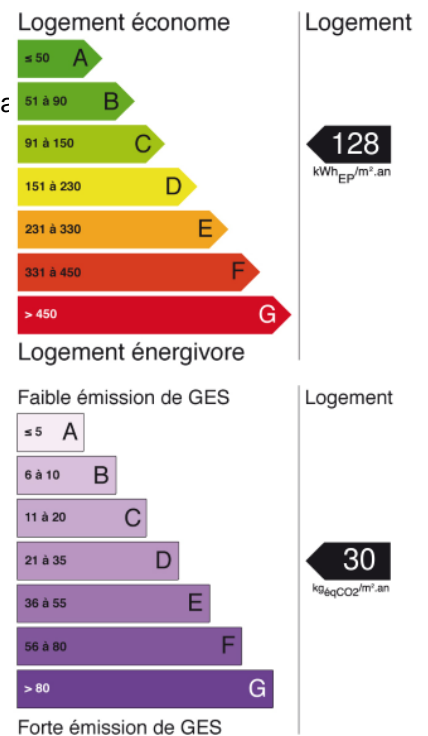 Logement économe
Logement
≤ 50 A
51 à 90 B
91 à 150 C
128
kWhEP/m².an
151 à 230 D
231 à 330 E
331 à 450 F
> 450 G
Logement énergivore
Faible émission de GES
Logement
≤ 5 A
6 à 10 B
11 à 20 C
21 à 35 D
30
kgéqCO2/m².an
36 à 55 E
56 à 80 F
> 80 G
Forte émission de GES